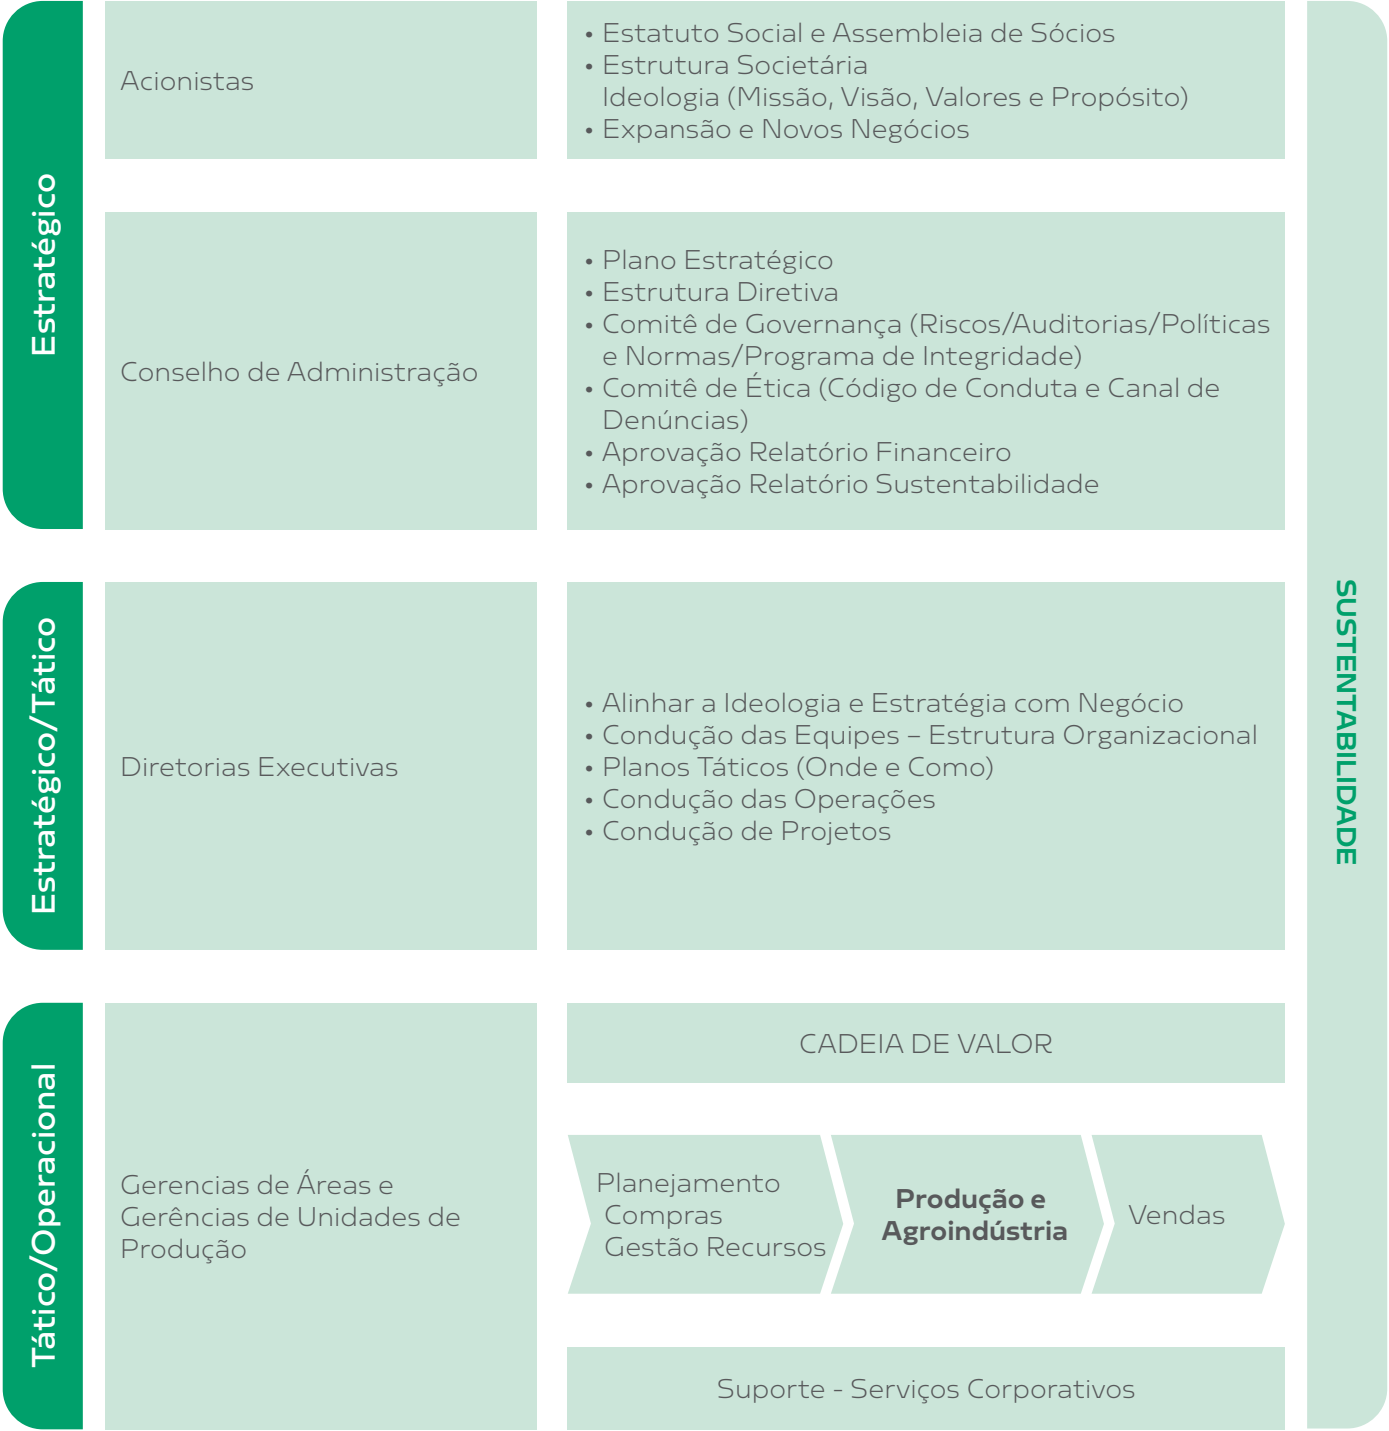 Estratégico
Acionistas
• Estatuto Social e Assembleia de Sócios
• Estrutura Societária
Ideologia (Missão, Visão, Valores e Propósito)
• Expansão e Novos Negócios
Conselho de Administração
• Plano Estratégico
• Estrutura Diretiva
• Comitê de Governança (Riscos/Auditorias/Políticas
e Normas/Programa de Integridade)
• Comitê de Ética (Código de Conduta e Canal de
Denúncias)
• Aprovação Relatório Financeiro
• Aprovação Relatório Sustentabilidade
Estratégico/Tático
Diretorias Executivas
• Alinhar a Ideologia e Estratégia com Negócio
• Condução das Equipes – Estrutura Organizacional
• Planos Táticos (Onde e Como)
• Condução das Operações
• Condução de Projetos
Tático/Operacional
Gerencias de Áreas e
Gerências de Unidades de
Produção
CADEIA DE VALOR
Planejamento
Compras
Gestão Recursos
Produção e
Agroindústria
Vendas
Suporte - Serviços Corporativos
SUSTENTABILIDADE